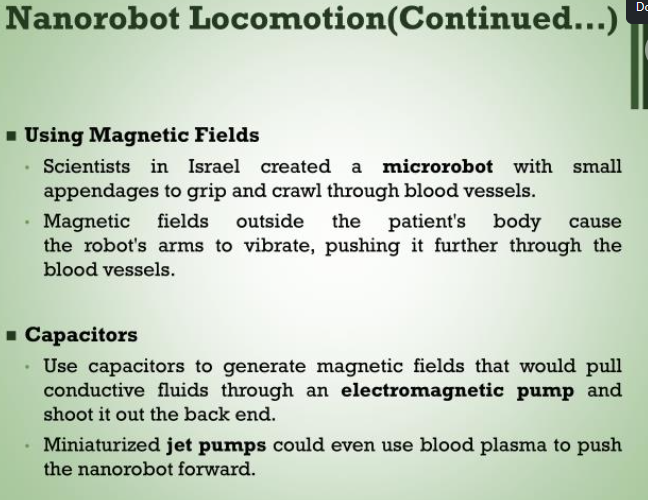 Nanorobot Locomotion(Continued...)
Do
■ Using Magnetic Fields
• Scientists in Israel created a microrobot with small
appendages to grip and crawl through blood vessels.
• Magnetic fields outside the patient's body cause
the robot's arms to vibrate, pushing it further through the
blood vessels.
■ Capacitors
• Use capacitors to generate magnetic fields that would pull
conductive fluids through an electromagnetic pump and
shoot it out the back end.
• Miniaturized jet pumps could even use blood plasma to push
the nanorobot forward.